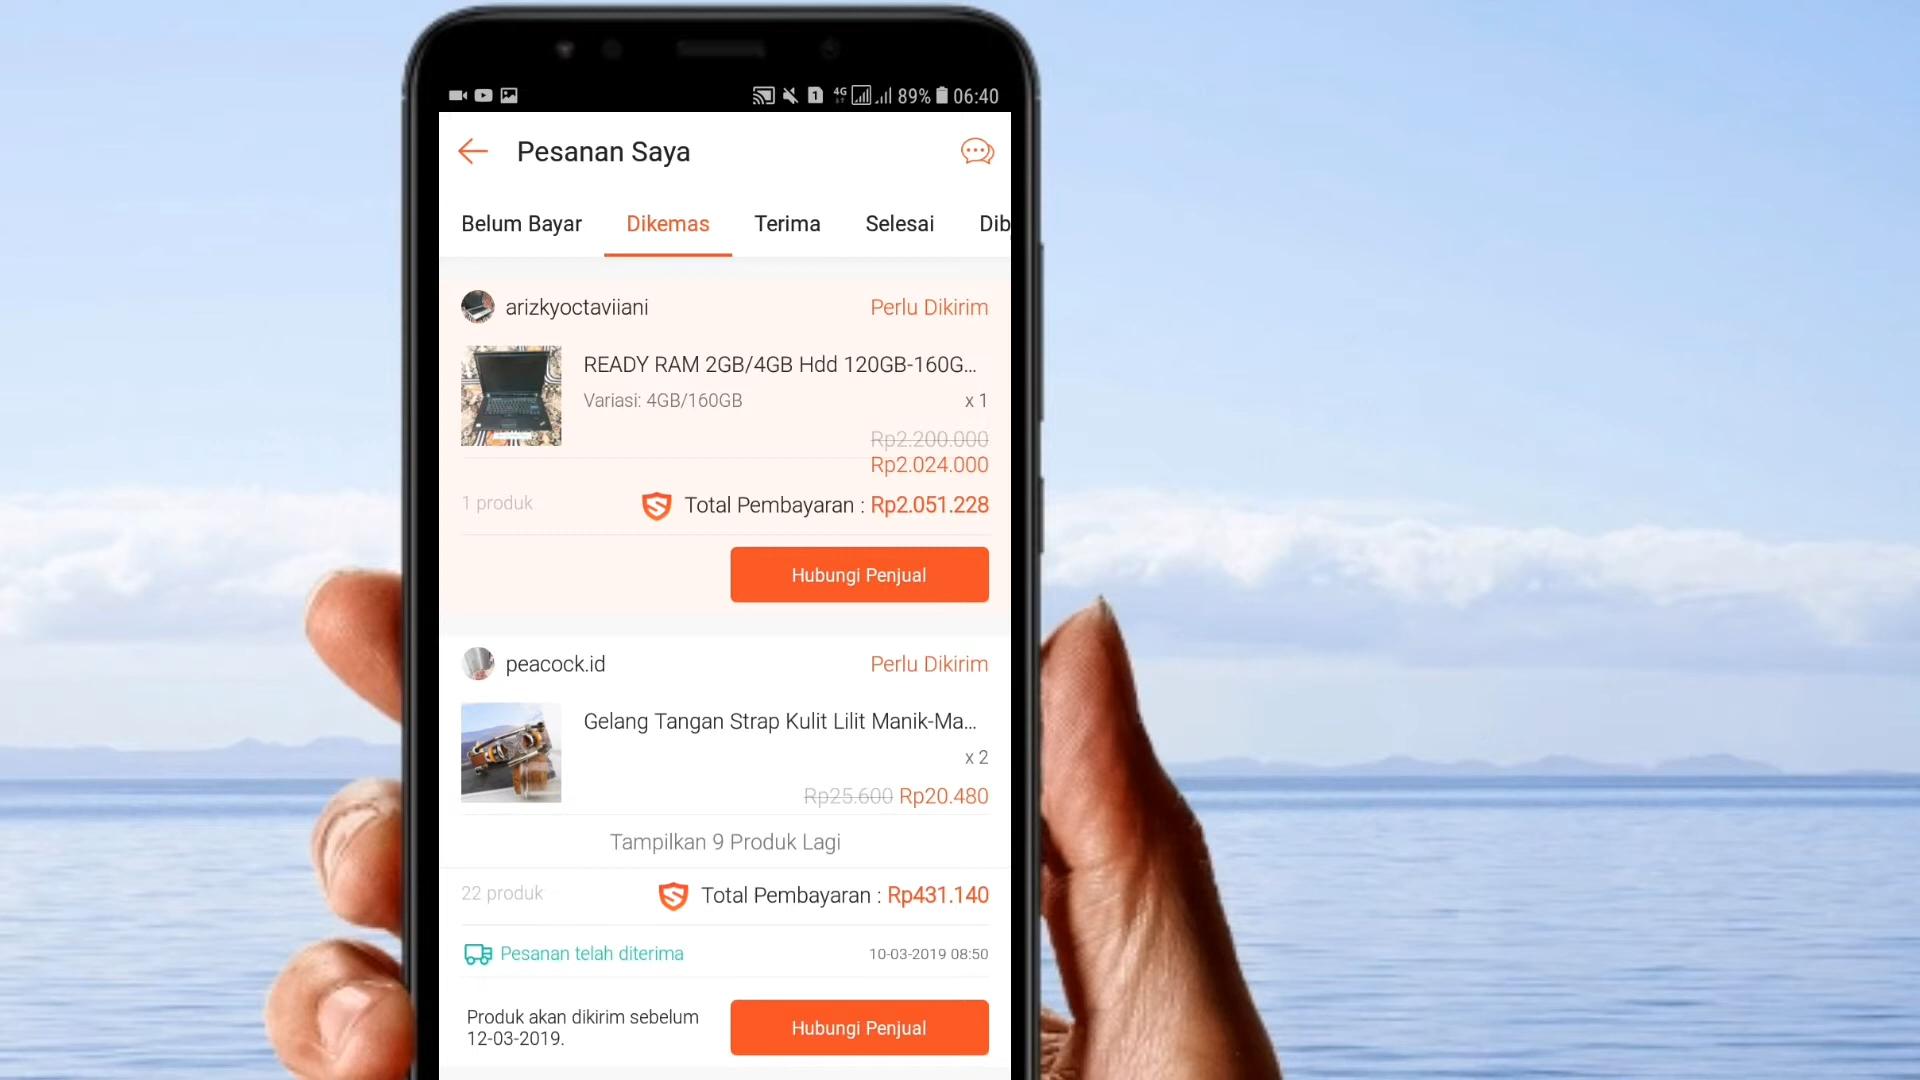 4G 89% 06:40
Pesanan Saya
Belum Bayar Dikemas Terima Selesai Dib
arizkyoctaviiani Perlu Dikirim
READY RAM 2GB/4GB Hdd 120GB-160G...
Variasi: 4GB/160GB x 1
Rp2.200.000
Rp2.024.000
1 produk Total Pembayaran : Rp2.051.228
Hubungi Penjual
peacock.id Perlu Dikirim
Gelang Tangan Strap Kulit Lilit Manik-Ma...
x 2
Rp25.600 Rp20.480
Tampilkan 9 Produk Lagi
22 produk Total Pembayaran : Rp431.140
Pesanan telah diterima 10-03-2019 08:50
Produk akan dikirim sebelum
12-03-2019.
Hubungi Penjual